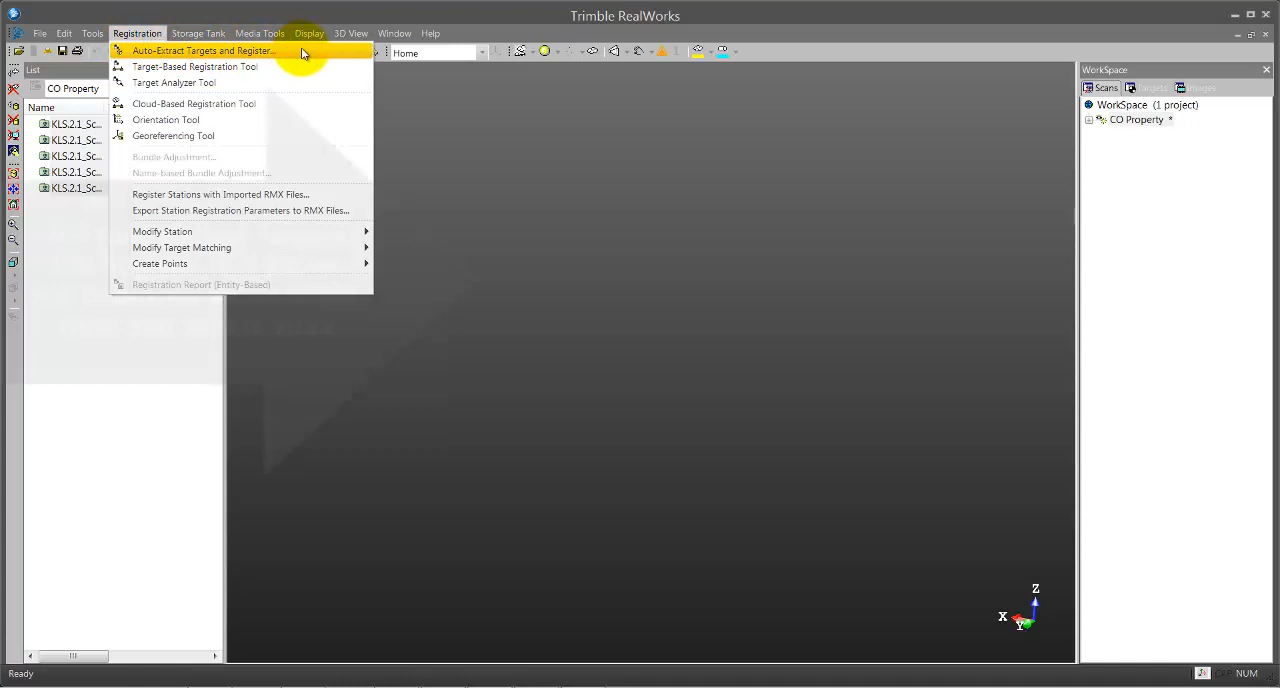 Trimble RealWorks
File Edit Tools Registration Storage Tank Media Tools Display 3D View Window Help
Home
List
CO Property
Name
KLS.2.1_Sc...
KLS.2.1_Sc...
KLS.2.1_Sc...
KLS.2.1_Sc...
KLS.2.1_Sc...
Auto-Extract Targets and Register...
Target-Based Registration Tool
Target Analyzer Tool
Cloud-Based Registration Tool
Orientation Tool
Georeferencing Tool
Bundle Adjustment...
Name-based Bundle Adjustment...
Register Stations with Imported RMX Files...
Export Station Registration Parameters to RMX Files...
Modify Station
Modify Target Matching
Create Points
Registration Report (Entity-Based)
WorkSpace
Scans Targets Images
WorkSpace (1 project)
CO Property *
Z
X
Y
Ready
CAP NUM